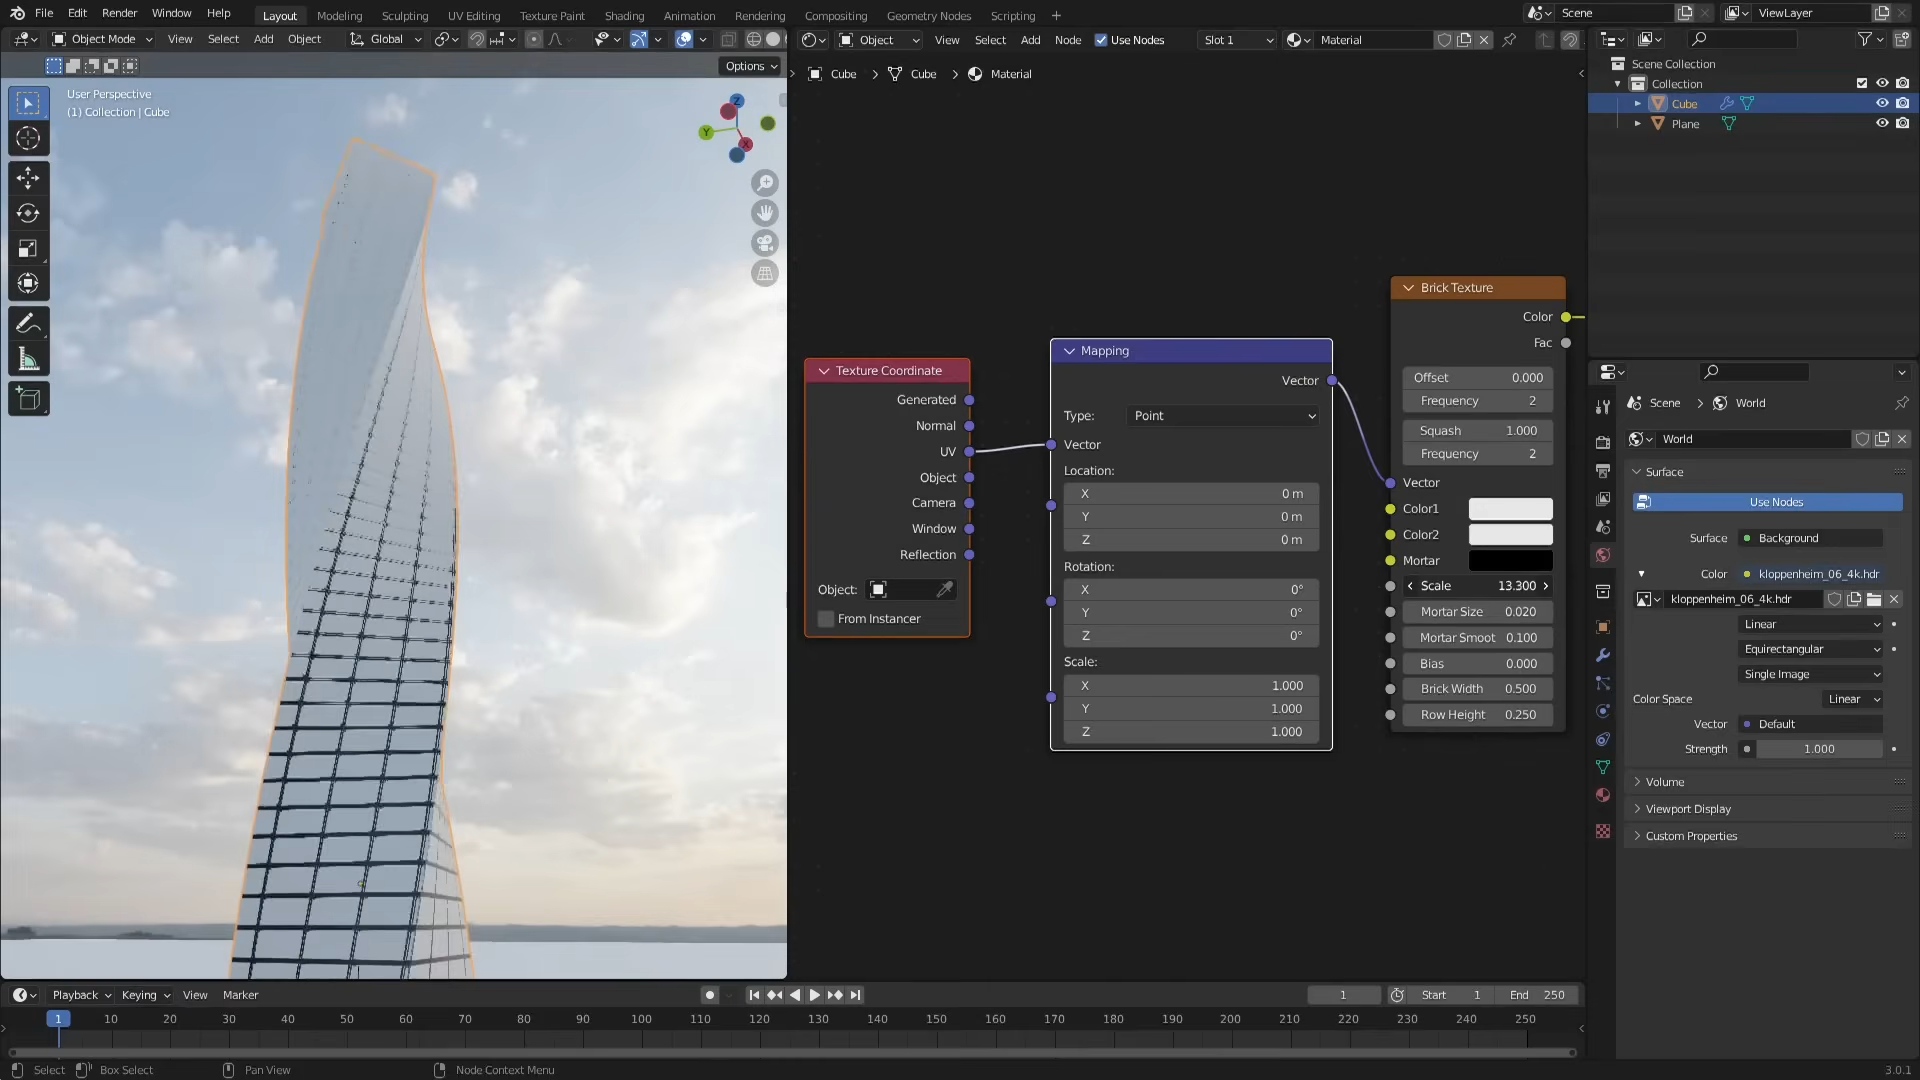 File Edit Render Window Help
Layout Modeling Sculpting UV Editing Texture Paint Shading Animation Rendering Compositing Geometry Nodes Scripting +
Scene
ViewLayer
Object Mode View Select Add Object Global
Object View Select Add Node Use Nodes Slot 1 Material
Options
User Perspective
(1) Collection | Cube
Z
Y
X
Cube > Cube > Material
Scene Collection
Collection
Cube
Plane
Texture Coordinate
Generated
Normal
UV
Object
Camera
Window
Reflection
Object:
From Instancer
Mapping
Vector
Type: Point
Vector
Location:
X 0 m
Y 0 m
Z 0 m
Rotation:
X 0°
Y 0°
Z 0°
Scale:
X 1.000
Y 1.000
Z 1.000
Brick Texture
Color
Fac
Offset 0.000
Frequency 2
Squash 1.000
Frequency 2
Vector
Color1
Color2
Mortar
Scale 13.300
Mortar Size 0.020
Mortar Smoot 0.100
Bias 0.000
Brick Width 0.500
Row Height 0.250
Scene > World
World
Surface
Use Nodes
Surface Background
Color kloppenheim_06_4k.hdr
kloppenheim_06_4k.hdr
Linear
Equirectangular
Single Image
Color Space Linear
Vector Default
Strength 1.000
Volume
Viewport Display
Custom Properties
Playback Keying View Marker
1
Start 1 End 250
1 10 20 30 40 50 60 70 80 90 100 110 120 130 140 150 160 170 180 190 200 210 220 230 240 250
Select Box Select Pan View Node Context Menu
3.0.1